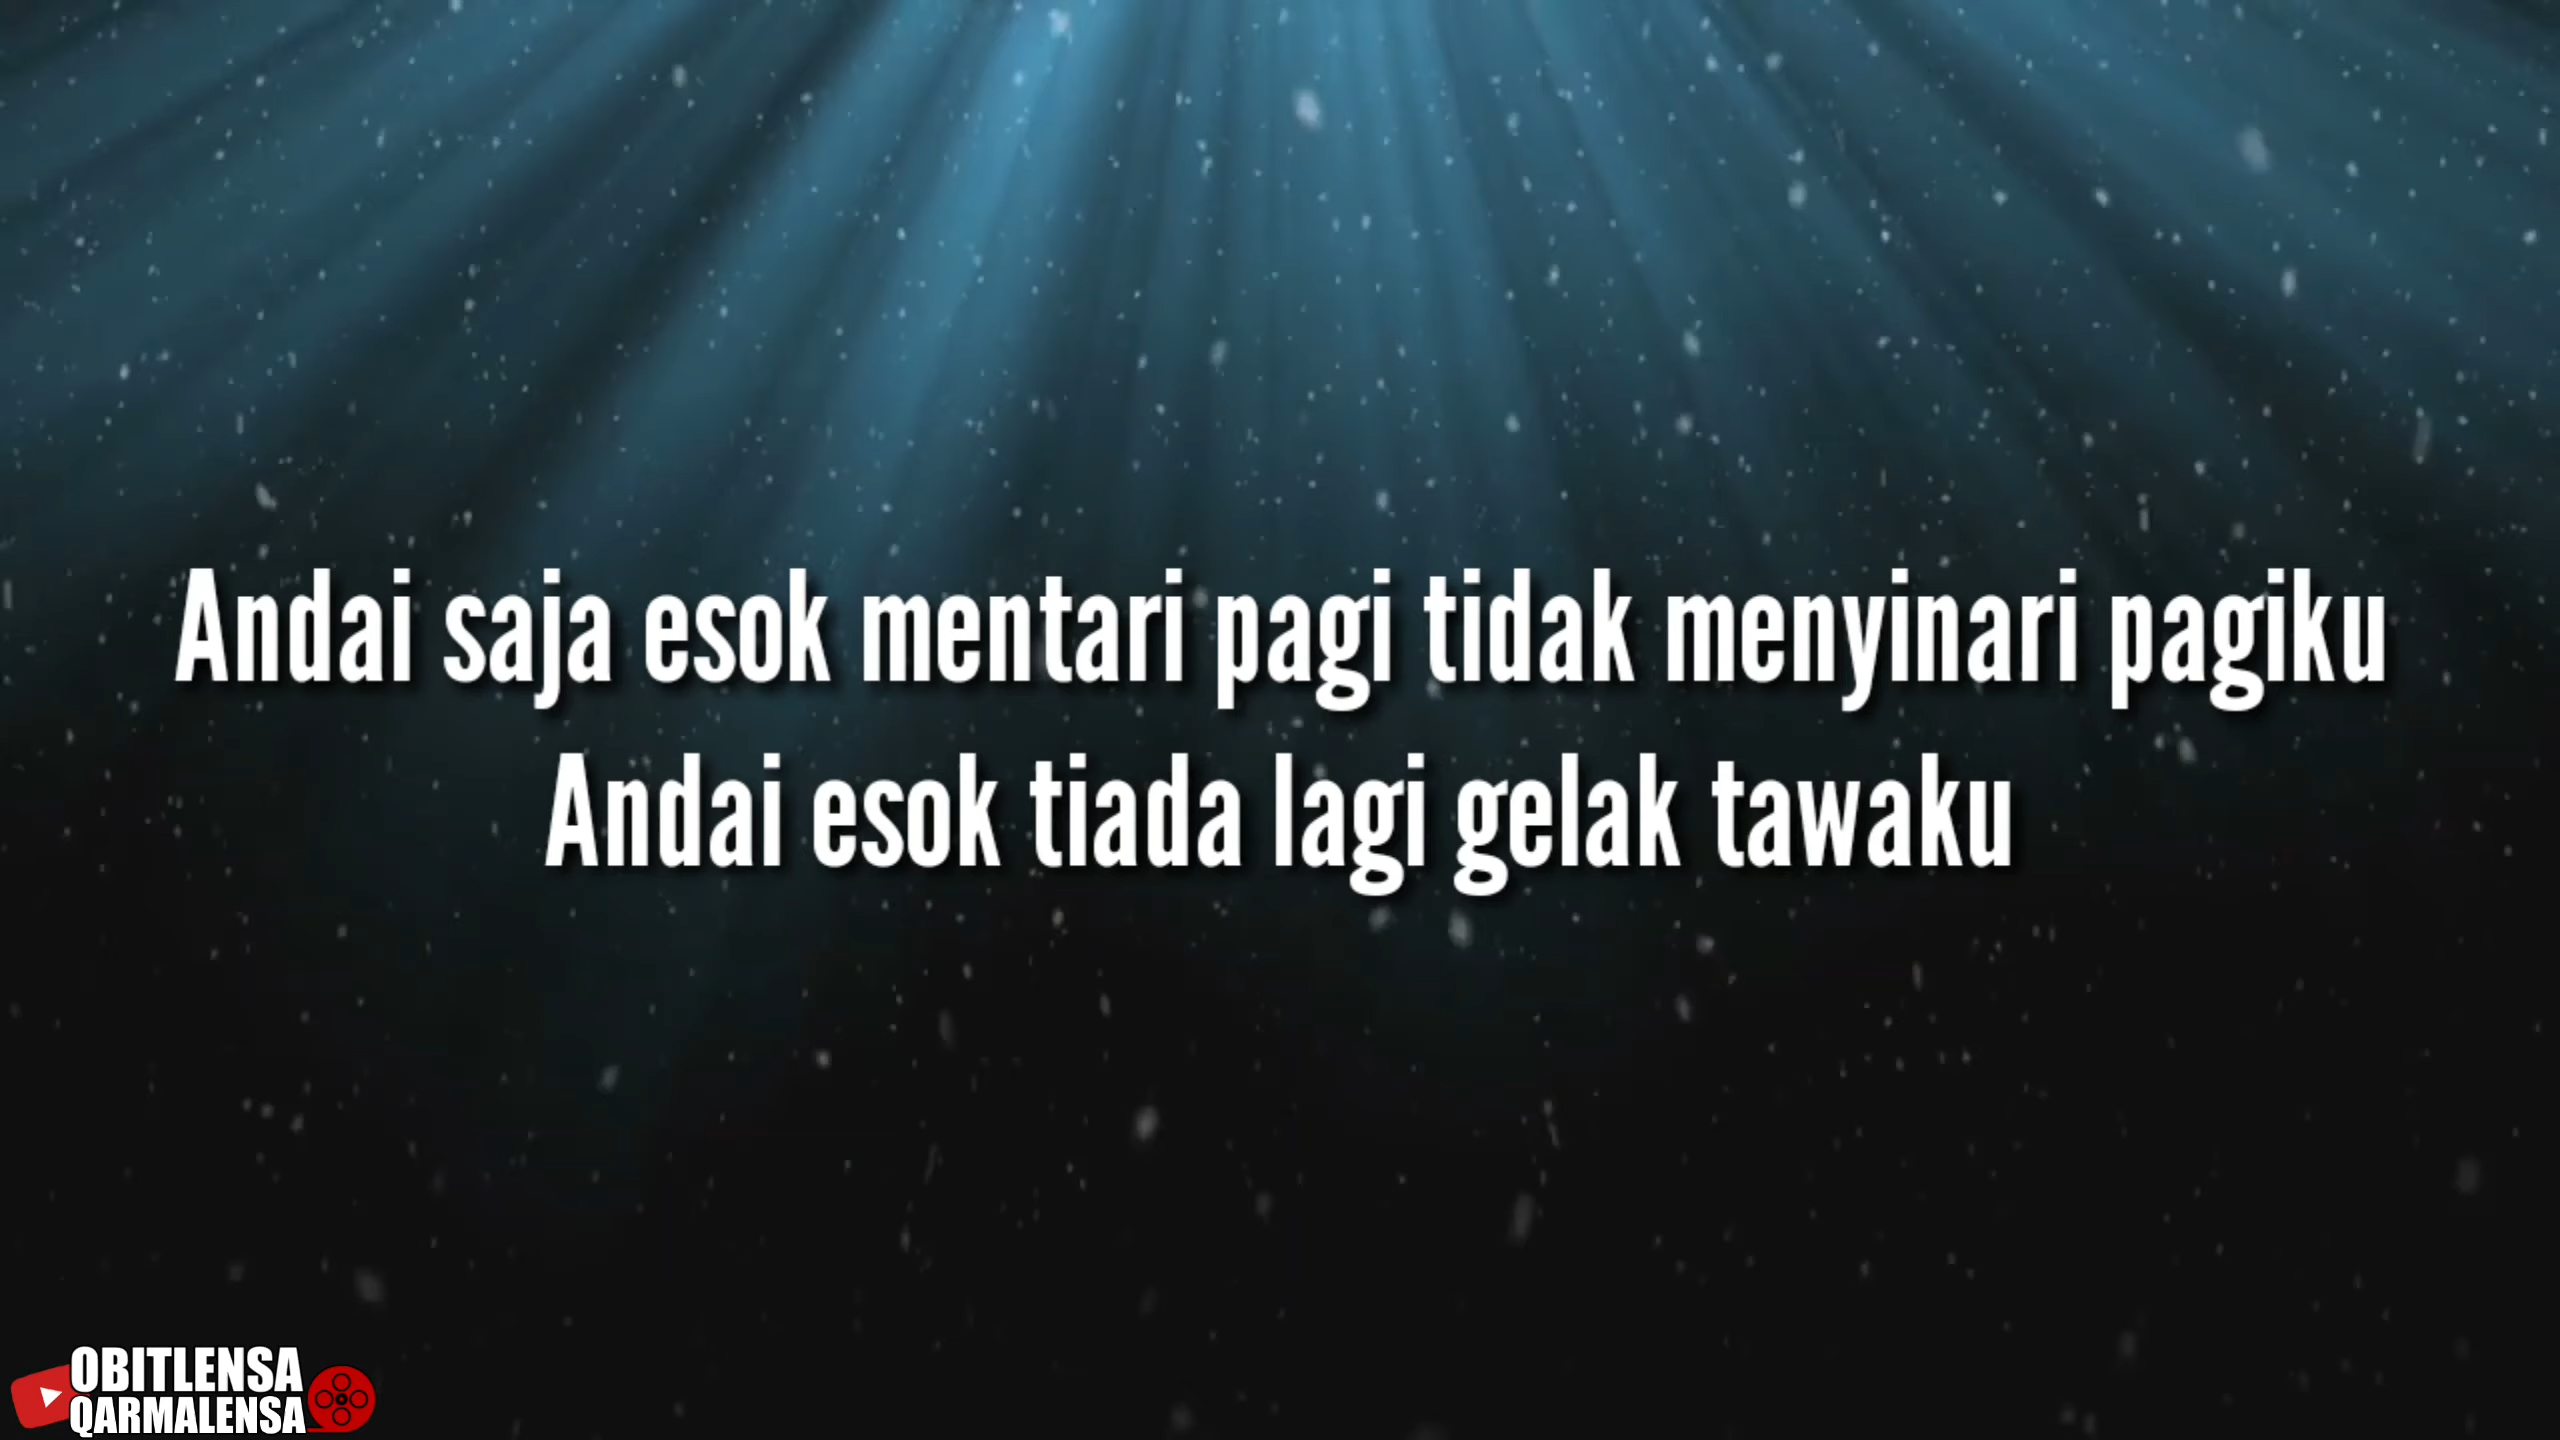 Andai saja esok mentari pagi tidak menyinari pagiku
Andai esok tiada lagi gelak tawaku
OBITLENSA
QARMALENSA